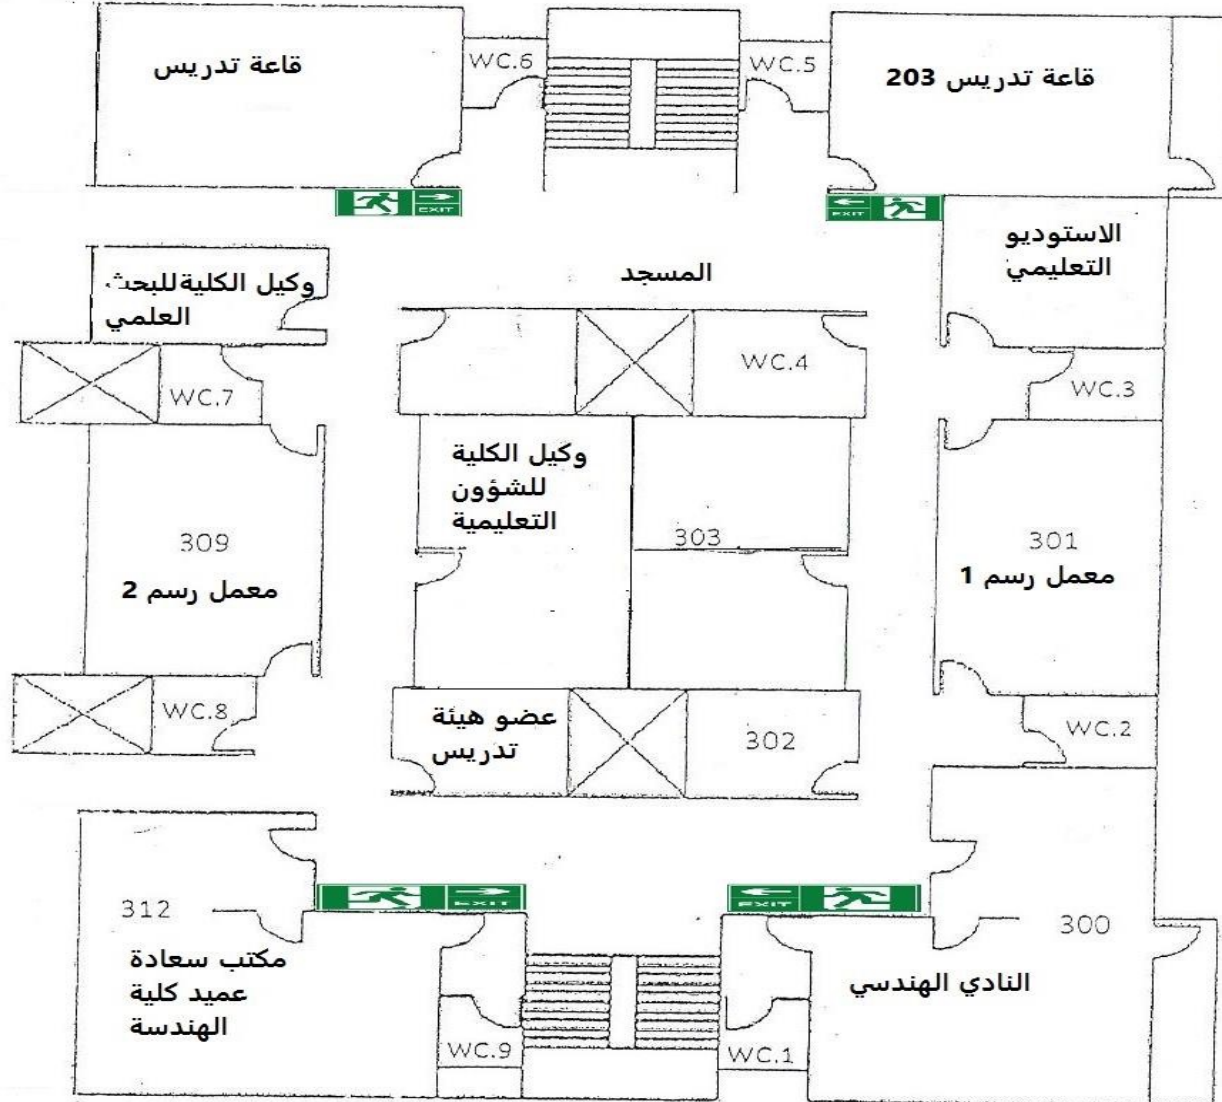 قاعة تدريس
WC.6
WC.5
قاعة تدريس 203
EXIT
EXIT
الاستوديو
التعليمي
المسجد
وكيل الكلية للبحث
العلمي
WC.7
WC.4
WC.3
وكيل الكلية
للشؤون
التعليمية
309
معمل رسم 2
303
301
معمل رسم 1
WC.8
عضو هيئة
تدريس
302
WC.2
312
EXIT
EXIT
300
مكتب سعادة
عميد كلية
الهندسة
النادي الهندسي
WC.9
WC.1